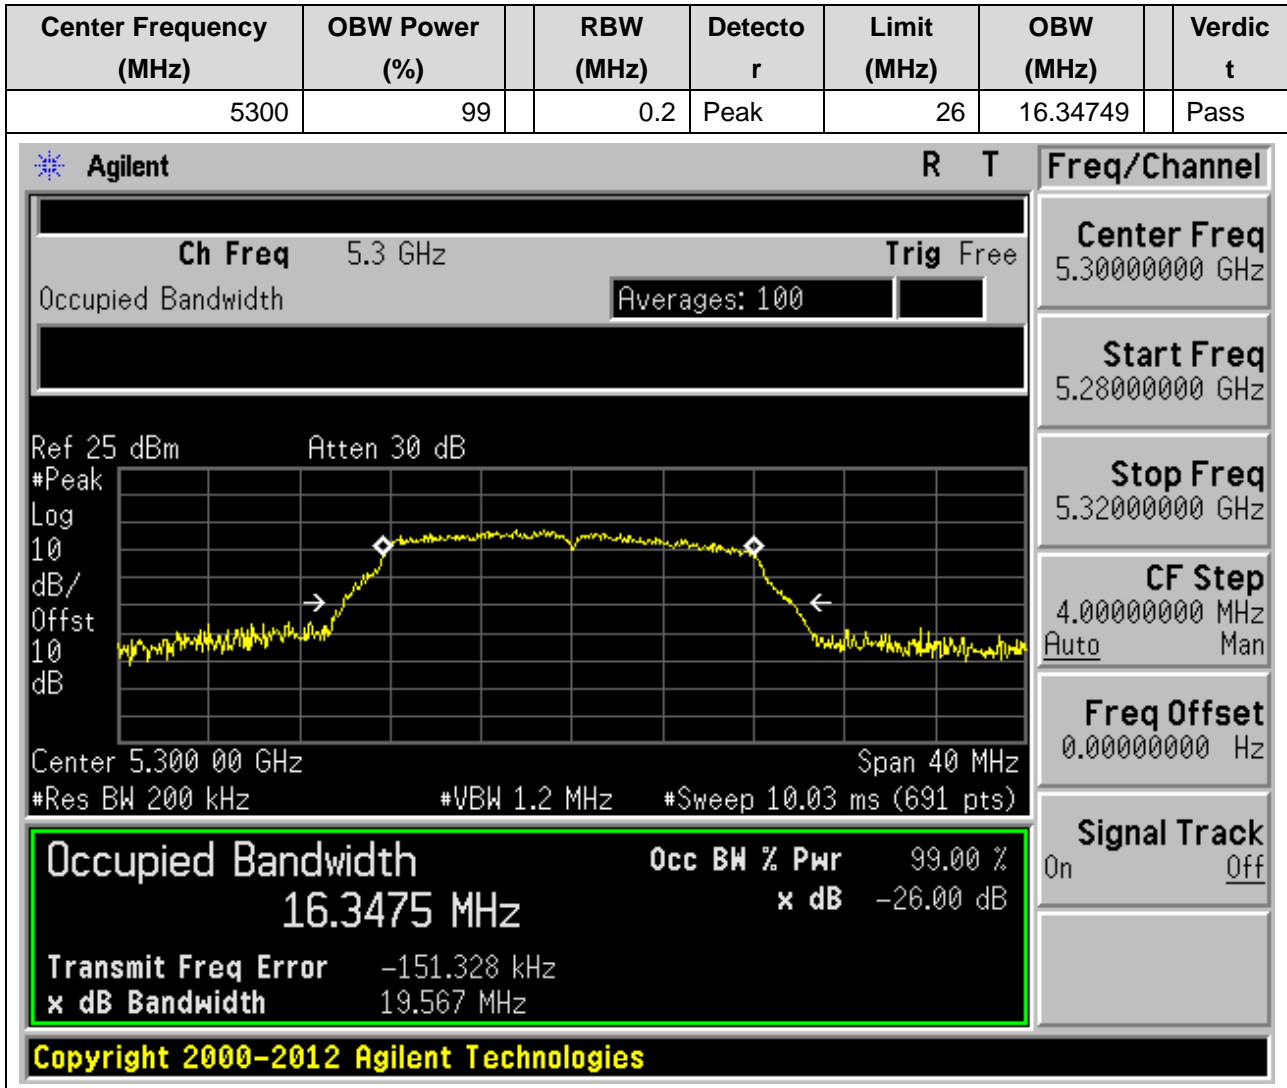 Center Frequency (MHz) OBW Power (%) RBW (MHz) Detecto r Limit (MHz) OBW (MHz) Verdic t
5300 99 0.2 Peak 26 16.34749 Pass
Agilent R T Freq/Channel
Ch Freq 5.3 GHz Trig Free
Occupied Bandwidth Averages: 100
Center Freq
5.30000000 GHz
Start Freq
5.28000000 GHz
Stop Freq
5.32000000 GHz
CF Step
4.00000000 MHz
Auto Man
Freq Offset
0.00000000 Hz
Signal Track
On Off
Ref 25 dBm Atten 30 dB
#Peak
Log
10
dB/
Offst
10
dB
Center 5.300 00 GHz Span 40 MHz
#Res BW 200 kHz #VBW 1.2 MHz #Sweep 10.03 ms (691 pts)
Occupied Bandwidth Occ BW % Pwr 99.00 %
16.3475 MHz x dB -26.00 dB
Transmit Freq Error -151.328 kHz
x dB Bandwidth 19.567 MHz
Copyright 2000-2012 Agilent Technologies